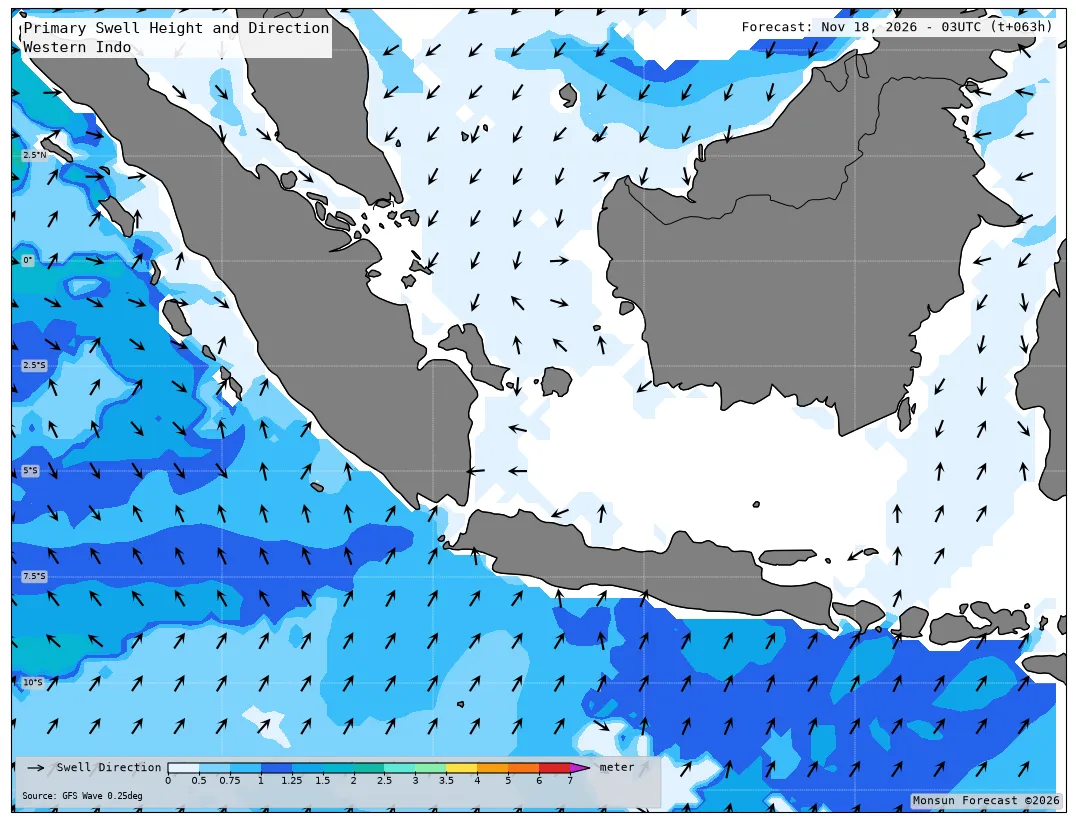 Primary Swell Height and Direction
Western Indo
Forecast: Nov 18, 2026 - 03UTC (t+063h)
2.5°N
0°
2.5°S
5°S
7.5°S
10°S
Swell Direction
meter
0 0.5 0.75 1 1.25 1.5 2 2.5 3 3.5 4 5 6 7
Source: GFS Wave 0.25deg
Monsun Forecast ©2026